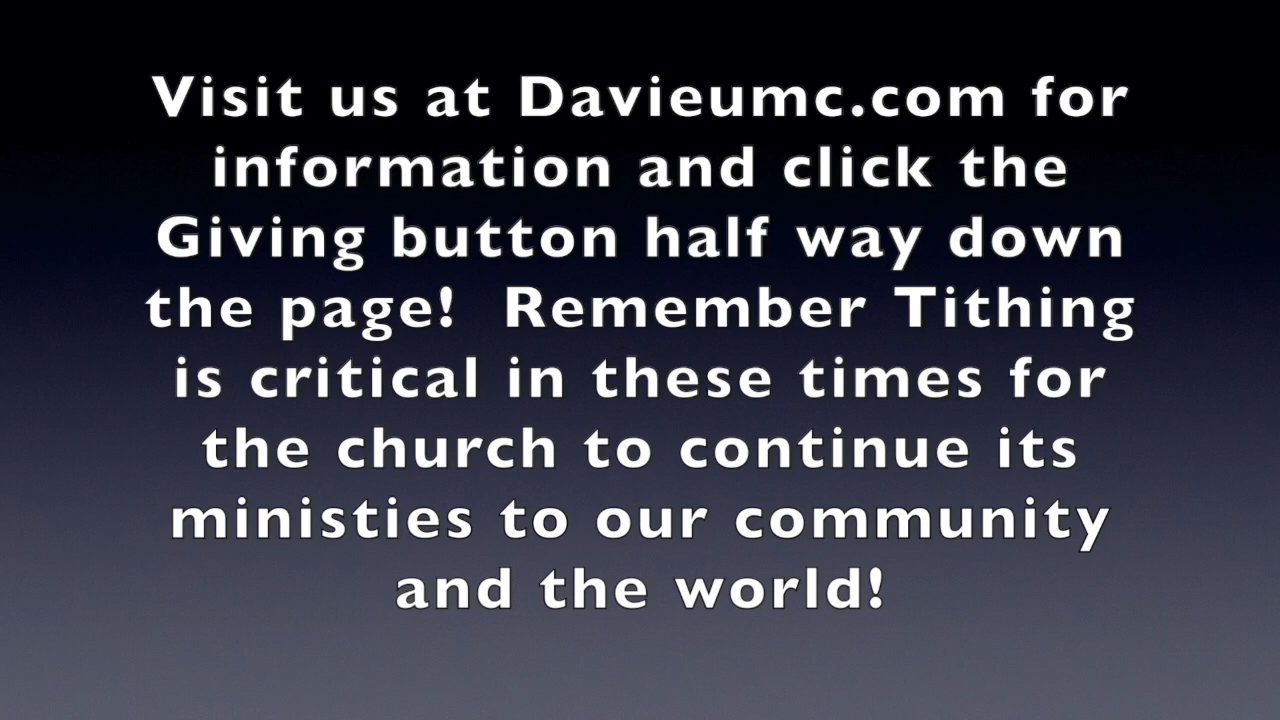 Visit us at Davieumc.com for
information and click the
Giving button half way down
the page!  Remember Tithing
is critical in these times for
the church to continue its
ministies to our community
and the world!